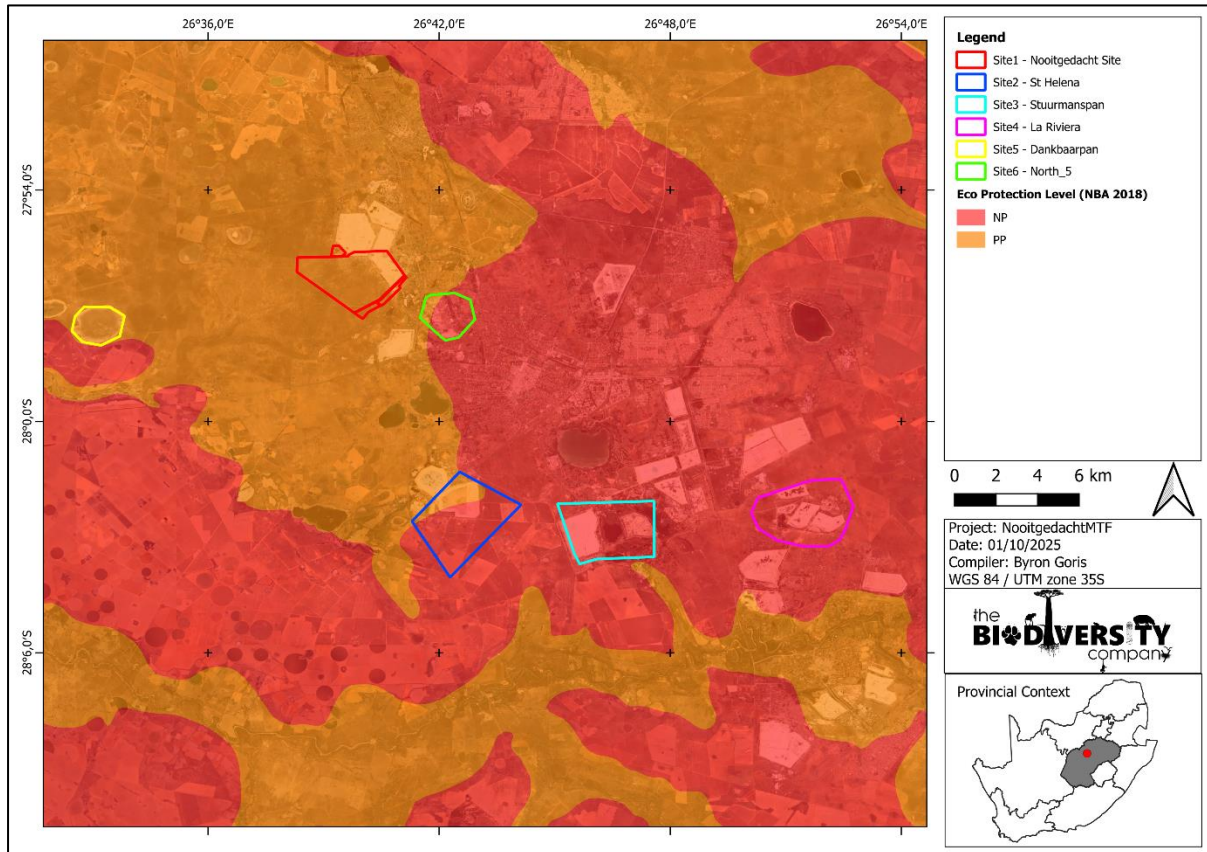 26°36,0'E
26°42,0'E
26°48,0'E
26°54,0'E
27°54,0'S
28°0,0'S
28°6,0'S
Legend
Site1 - Nooitgedacht Site
Site2 - St Helena
Site3 - Stuurmanspan
Site4 - La Riviera
Site5 - Dankbaarpan
Site6 - North_5
Eco Protection Level (NBA 2018)
NP
PP
0 2 4 6 km
Project: NooitgedachtMTF
Date: 01/10/2025
Compiler: Byron Goris
WGS 84 / UTM zone 35S
the
BIODIVERSITY
company
Provincial Context